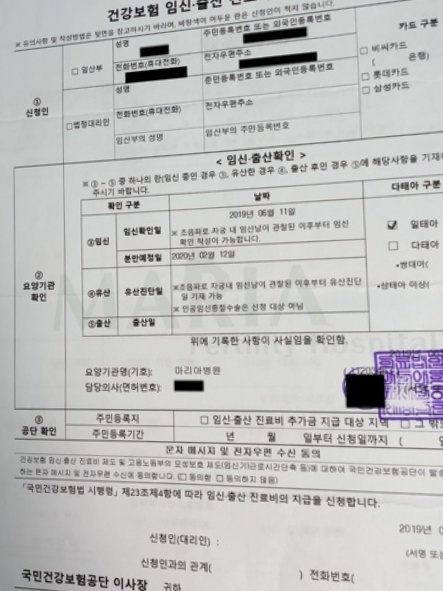 건강보험 임신·출산 진료
※ 유의사항 및 작성방법은 뒷면을 참고하시기 바라며, 바탕색이 어두운 란은 신청인이 적지 않습니다.
① 신청인
□ 임산부
성명
주민등록번호 또는 외국인등록번호
전화번호(휴대전화)
전자우편주소
□ 법정대리인
성명
주민등록번호 또는 외국인등록번호
전화번호(휴대전화)
전자우편주소
임산부의 성명
임산부의 주민등록번호
카드 구분
□ 비씨카드
( 은행)
□ 롯데카드
□ 삼성카드
② 요양기관 확인
< 임신·출산확인 >
※ ③ ~ ⑤ 중 하나의 란(임신 중인 경우 ③, 유산한 경우 ④, 출산 후인 경우 ⑤에 해당사항을 기재
주시기 바랍니다.
확인 구분
날짜
다태아 구분
③임신
임신확인일
2019년 06월 11일
※ 초음파로 자궁 내 임신낭이 관찰된 이후부터 임신
확인 작성이 가능합니다.
분만예정일
2020년 02월 12일
④유산
유산진단일
※초음파로 자궁 내 임신낭이 관찰된 이후부터 유산진단
일 기재 가능
※ 인공임신중절수술은 신청 대상 아님
⑤출산
출산일
☑ 일태아
□ 다태아
•쌍태아(
•삼태아 이상(
위에 기록한 사항이 사실임을 확인함.
MARIA
Fertility Hospital
요양기관명(기호):
마리아병원
담당의사(면허번호):
③ 공단 확인
주민등록지
□ 임신·출산 진료비 추가금 지급 대상 지역
□ 그 밖의
주민등록기간
년 월 일부터 신청일까지 (
문자 메시지 및 전자우편 수신 동의
건강보험 임신·출산 진료비 제도 및 고용노동부의 모성보호 제도(임신기)근로시간단축 등)에 대하여 국민건강보험공단이 발송
하는 문자 메시지 및 전자우편 수신에 동의합니다. (□ 동의함 □ 동의하지 않음)
「국민건강보험법 시행령」 제23조제4항에 따라 임신·출산 진료비의 지급을 신청합니다.
2019년
신청인(대리인) :
(서명 또는
신청인과의 관계(
) 전화번호(
국민건강보험공단 이사장 귀하